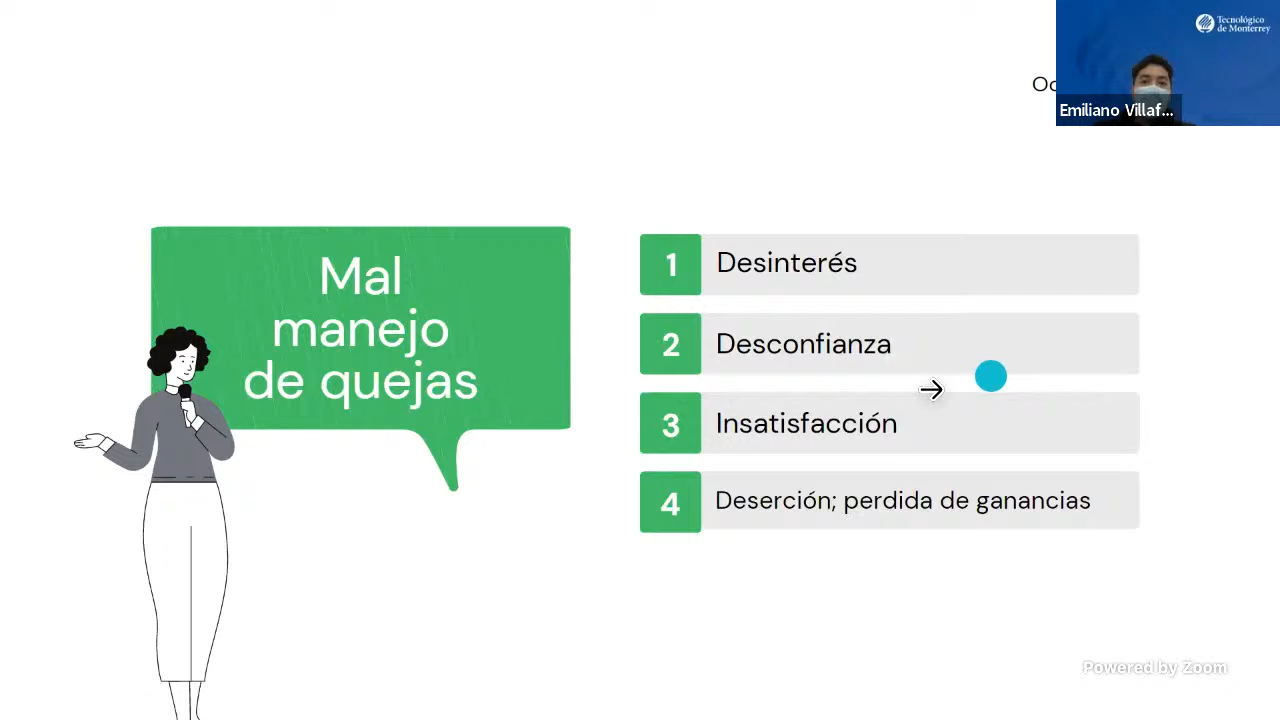 Tecnológico
de Monterrey
Emiliano Villaf...
Mal
manejo
de quejas
1 Desinterés
2 Desconfianza
3 Insatisfacción
4 Deserción; perdida de ganancias
Powered by Zoom